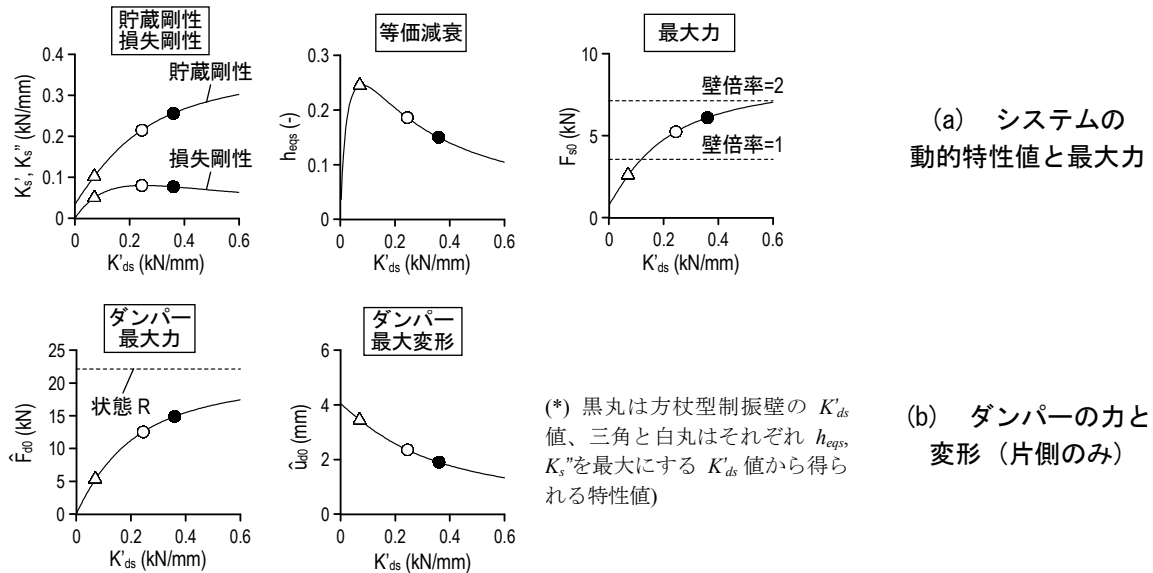 貯蔵剛性
損失剛性
0.4
0.3
0.2
0.1
0
K's, K"s (kN/mm)
貯蔵剛性
損失剛性
0 0.2 0.4 0.6
K'ds (kN/mm)
等価減衰
0.3
0.2
0.1
0
heqs (-)
0 0.2 0.4 0.6
K'ds (kN/mm)
最大力
10
5
0
Fs0 (kN)
壁倍率=2
壁倍率=1
0 0.2 0.4 0.6
K'ds (kN/mm)
(a) システムの
動的特性値と最大力
ダンパー
最大力
25
20
15
10
5
0
F̂d0 (kN)
状態 R
0 0.2 0.4 0.6
K'ds (kN/mm)
ダンパー
最大変形
6
4
2
0
ûd0 (mm)
0 0.2 0.4 0.6
K'ds (kN/mm)
(*) 黒丸は方杖型制振壁の K'ds
値、三角と白丸はそれぞれ heqs,
Ks"を最大にする K'ds 値から得ら
れる特性値)
(b) ダンパーの力と
変形（片側のみ）